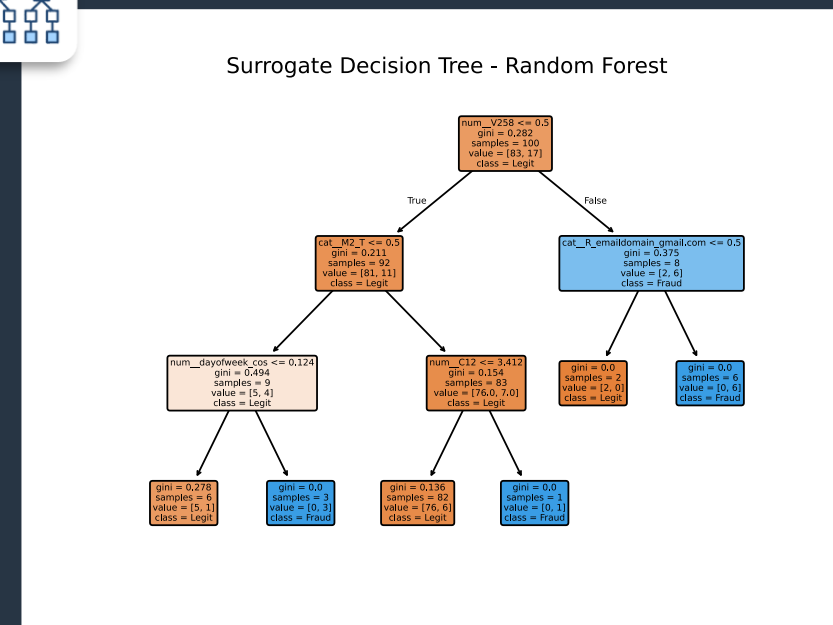 Surrogate Decision Tree - Random Forest
num__V258 <= 0.5
gini = 0.282
samples = 100
value = [83, 17]
class = Legit
True
False
cat__M2_T <= 0.5
gini = 0.211
samples = 92
value = [81, 11]
class = Legit
cat__R_emaildomain_gmail.com <= 0.5
gini = 0.375
samples = 8
value = [2, 6]
class = Fraud
num__dayofweek_cos <= 0.124
gini = 0.494
samples = 9
value = [5, 4]
class = Legit
num__C12 <= 3.412
gini = 0.154
samples = 83
value = [76.0, 7.0]
class = Legit
gini = 0.0
samples = 2
value = [2, 0]
class = Legit
gini = 0.0
samples = 6
value = [0, 6]
class = Fraud
gini = 0.278
samples = 6
value = [5, 1]
class = Legit
gini = 0.0
samples = 3
value = [0, 3]
class = Fraud
gini = 0.136
samples = 82
value = [76, 6]
class = Legit
gini = 0.0
samples = 1
value = [0, 1]
class = Fraud